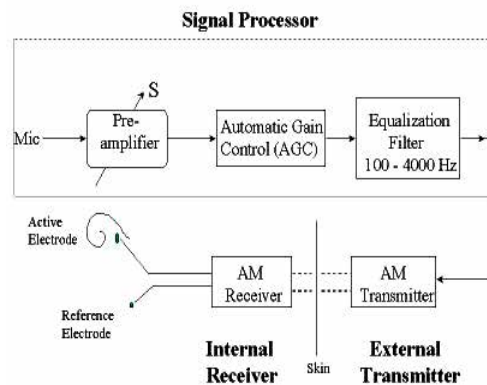 Signal Processor
S
Mic
Pre-
amplifier
Automatic Gain
Control (AGC)
Equalization
Filter
100 - 4000 Hz
Active
Electrode
Reference
Electrode
AM
Receiver
AM
Transmitter
Internal
Receiver
Skin
External
Transmitter